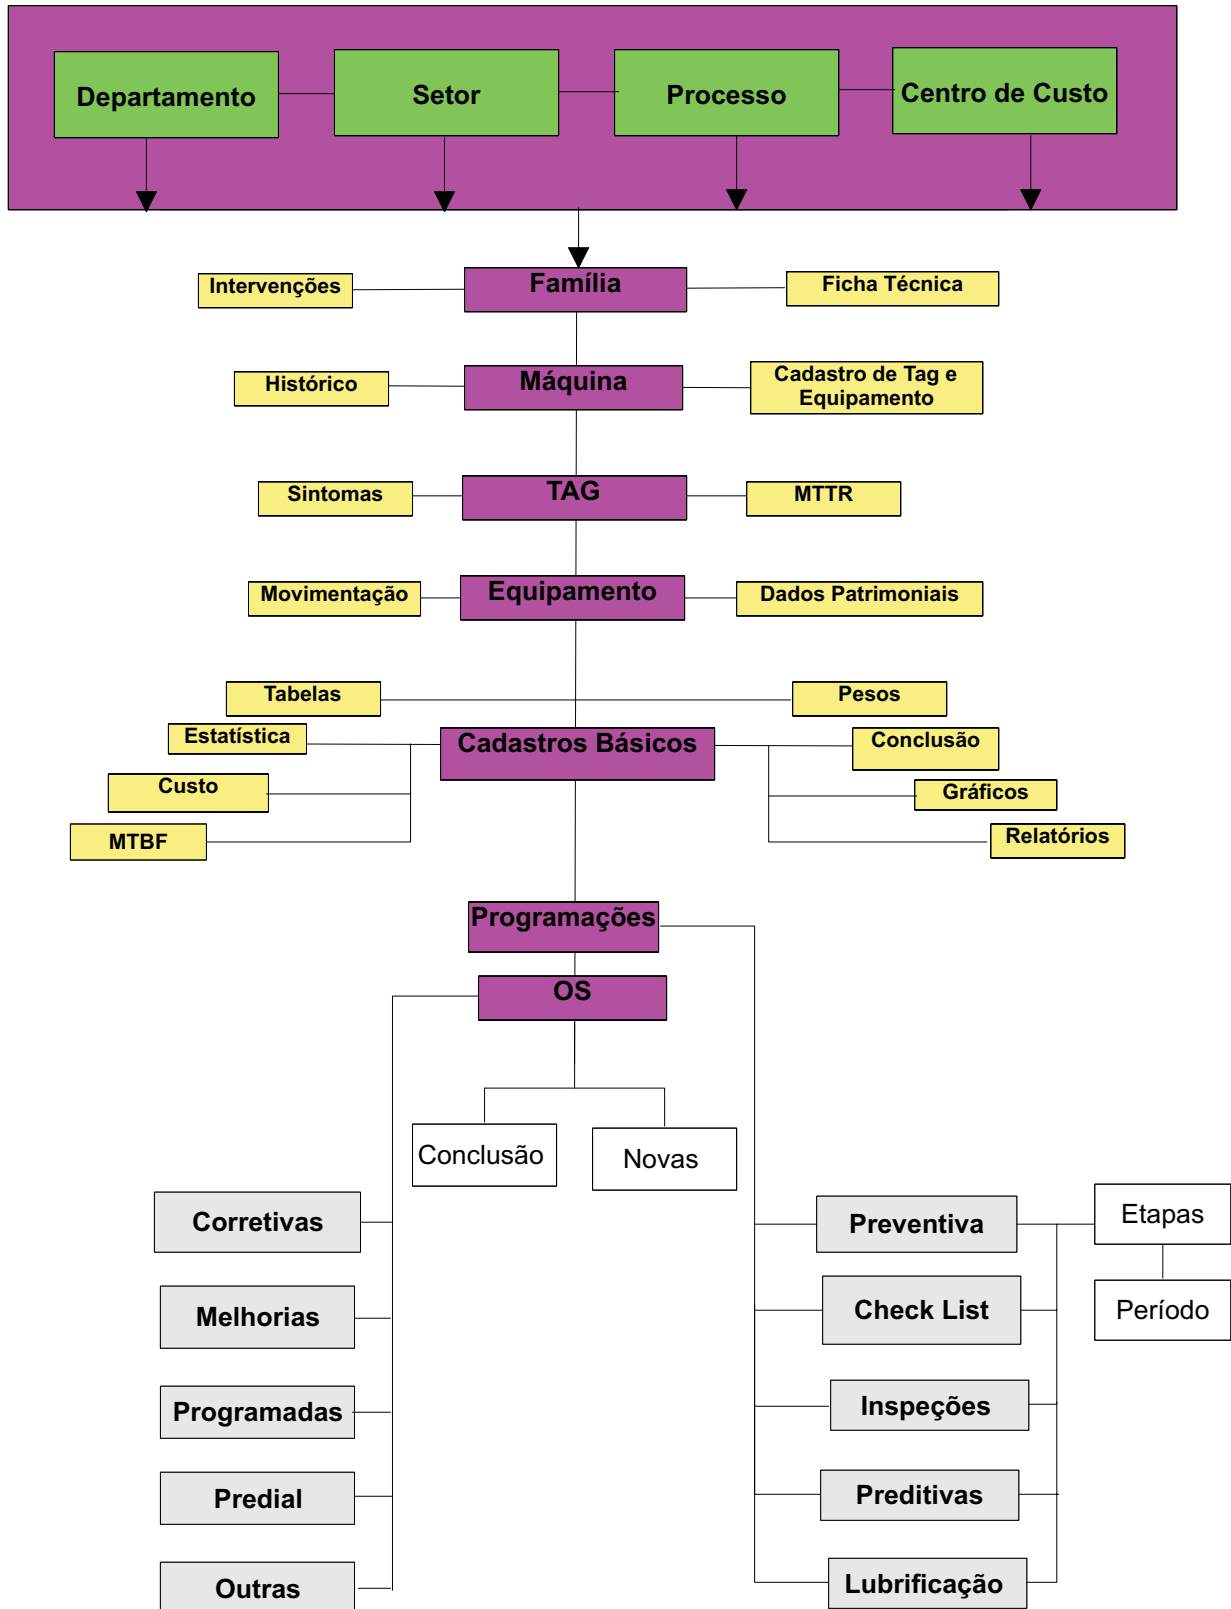 Departamento
Setor
Processo
Centro de Custo
Intervenções
Família
Ficha Técnica
Histórico
Máquina
Cadastro de Tag e
Equipamento
Sintomas
TAG
MTTR
Movimentação
Equipamento
Dados Patrimoniais
Tabelas
Pesos
Estatística
Cadastros Básicos
Conclusão
Custo
Gráficos
MTBF
Relatórios
Programações
OS
Conclusão
Novas
Corretivas
Preventiva
Etapas
Melhorias
Check List
Período
Programadas
Inspeções
Predial
Preditivas
Outras
Lubrificação